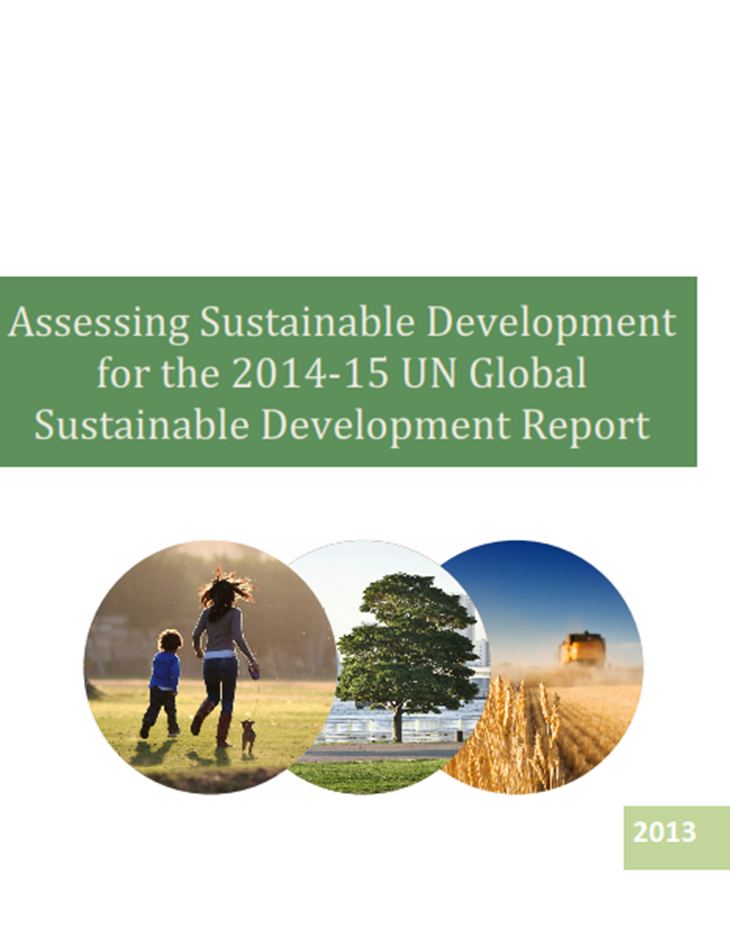 Assessing Sustainable Development
for the 2014-15 UN Global
Sustainable Development Report
2013